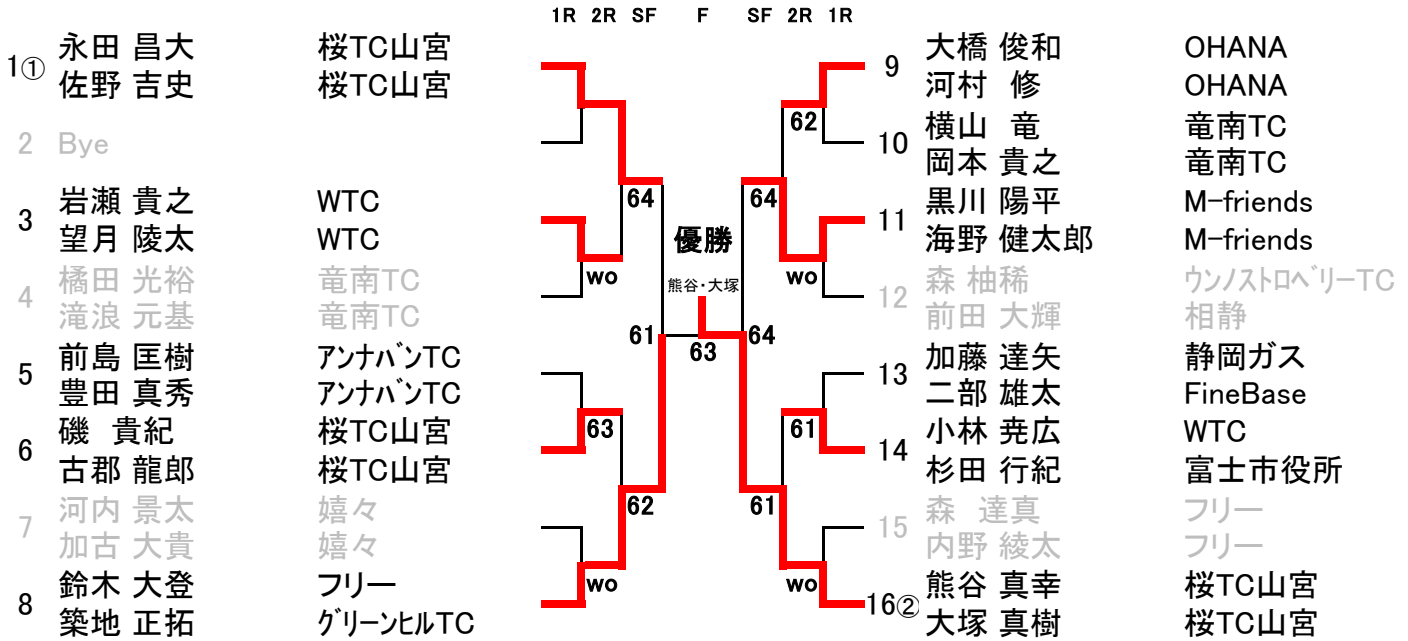 1R 2R SF F SF 2R 1R
1① 永田 昌大 桜TC山宮
佐野 吉史 桜TC山宮
2 Bye
3 岩瀬 貴之 WTC
望月 陵太 WTC
4 橘田 光裕 竜南TC
滝浪 元基 竜南TC
5 前島 匡樹 アンナバンTC
豊田 真秀 アンナバンTC
6 磯 貴紀 桜TC山宮
古郡 龍郎 桜TC山宮
7 河内 景太 嬉々
加古 大貴 嬉々
8 鈴木 大登 フリー
築地 正拓 グリーンヒルTC
64
wo
61
63
62
wo
優勝
熊谷・大塚
63
62
64
wo
64
61
61
wo
9 大橋 俊和 OHANA
河村 修 OHANA
10 横山 竜 竜南TC
岡本 貴之 竜南TC
11 黒川 陽平 M-friends
海野 健太郎 M-friends
12 森 柚稀 ウンノストロベリーTC
前田 大輝 相静
13 加藤 達矢 静岡ガス
二部 雄太 FineBase
14 小林 尭広 WTC
杉田 行紀 富士市役所
15 森 達真 フリー
内野 綾太 フリー
16② 熊谷 真幸 桜TC山宮
大塚 真樹 桜TC山宮